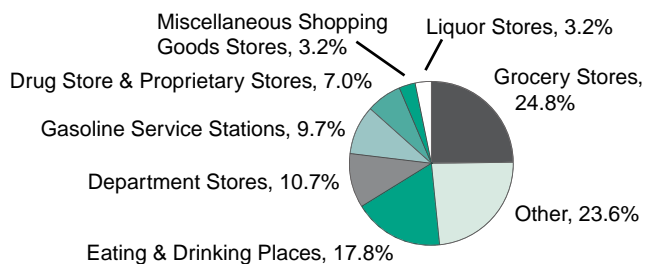 Miscellaneous Shopping
Goods Stores, 3.2%
Liquor Stores, 3.2%
Drug Store & Proprietary Stores, 7.0%
Grocery Stores,
24.8%
Gasoline Service Stations, 9.7%
Department Stores, 10.7%
Other, 23.6%
Eating & Drinking Places, 17.8%